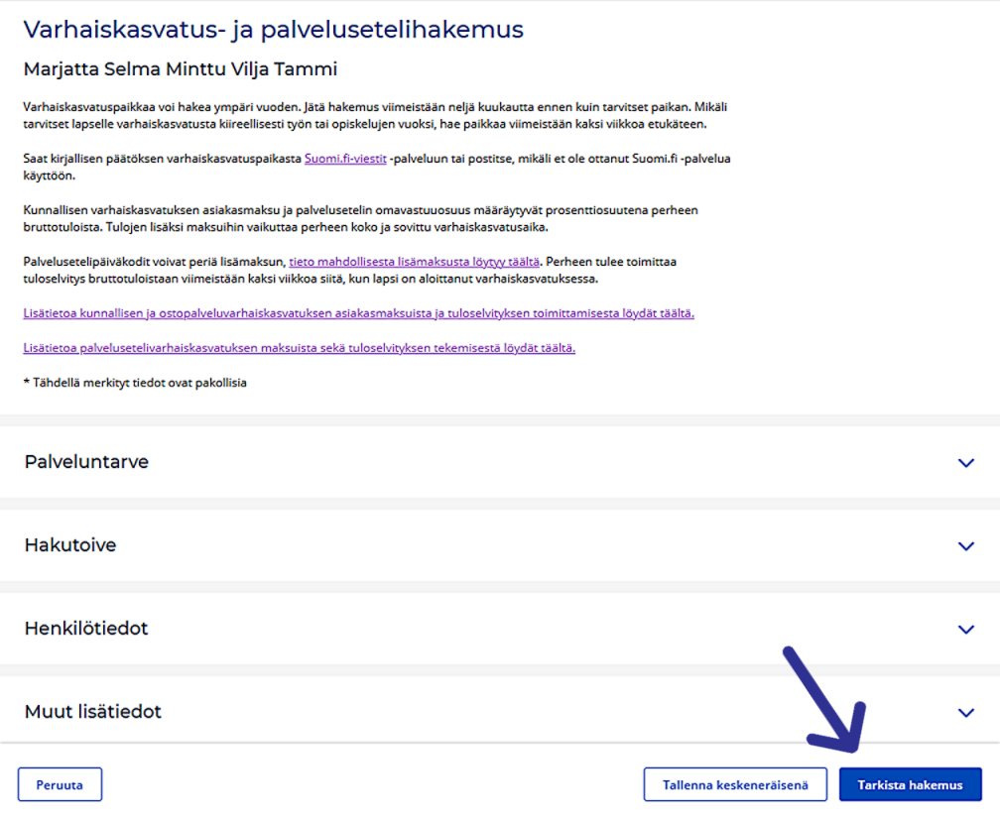 Varhaiskasvatus- ja palvelusetelihakemus
Marjatta Selma Minttu Vilja Tammi
Varhaiskasvatuspaikkaa voi hakea ympäri vuoden. Jätä hakemus viimeistään neljä kuukautta ennen kuin tarvitset paikan. Mikäli
tarvitset lapselle varhaiskasvatusta kiireellisesti työn tai opiskelujen vuoksi, hae paikkaa viimeistään kaksi viikkoa etukäteen.
Saat kirjallisen päätöksen varhaiskasvatuspaikasta Suomi.fi-viestit -palveluun tai postitse, mikäli et ole ottanut Suomi.fi -palvelua
käyttöön.
Kunnallisen varhaiskasvatuksen asiakasmaksu ja palvelusetelin omavastuuosuus määräytyvät prosenttiosuutena perheen
bruttotuloista. Tulojen lisäksi maksuihin vaikuttaa perheen koko ja sovittu varhaiskasvatusaika.
Palvelusetelipäiväkodit voivat periä lisämaksun, tieto mahdollisesta lisämaksusta löytyy täältä. Perheen tulee toimittaa
tuloselvitys bruttotuloistaan viimeistään kaksi viikkoa siitä, kun lapsi on aloittanut varhaiskasvatuksessa.
Lisätietoa kunnallisen ja ostopalveluvarhaiskasvatuksen asiakasmaksuista ja tuloselvityksen toimittamisesta löydät täältä.
Lisätietoa palvelusetelivarhaiskasvatuksen maksuista sekä tuloselvityksen tekemisestä löydät täältä.
* Tähdellä merkityt tiedot ovat pakollisia
Palveluntarve
Hakutoive
Henkilötiedot
Muut lisätiedot
Peruuta
Tallenna keskeneräisenä
Tarkista hakemus